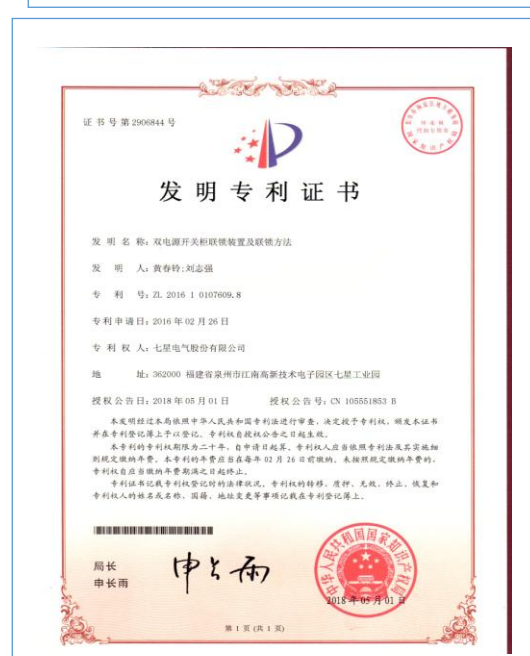 证书号第2906844号
发明专利证书
发明名称：双电源开关柜联锁装置及联锁方法
发明人：黄春铃;刘志强
专利号：ZL 2016 1 0107609.8
专利申请日：2016年02月26日
专利权人：七星电气股份有限公司
地址：362000 福建省泉州市江南高新技术电子园区七星工业园
授权公告日：2018年05月01日 授权公告号：CN 105551853 B
本发明经过本局依照中华人民共和国专利法进行审查，决定授予专利权，颁发本证书
并在专利登记簿上予以登记。专利权自授权公告之日起生效。
本专利的专利权期限为二十年，自申请日起算。专利权人应当依照专利法及其实施细
则规定缴纳年费。本专利的年费应当在每年02月26日前缴纳。未按照规定缴纳年费的，
专利权自应当缴纳年费期满之日起终止。
专利证书记载专利权登记时的法律状况。专利权的转移、质押、无效、终止、恢复和
专利权人的姓名或名称、国籍、地址变更等事项记载在专利登记簿上。
局长
申长雨
申长雨
中华人民共和国国家知识产权局
2018年05月01日
第1页(共1页)